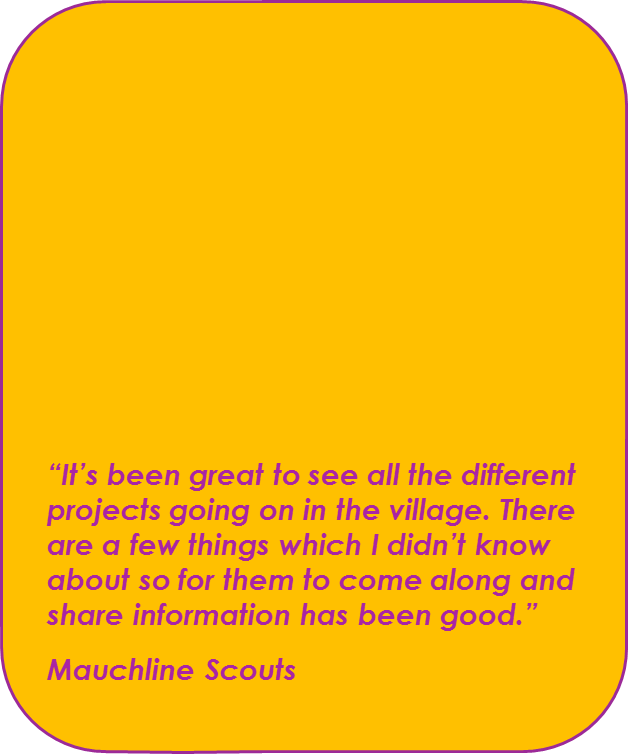 “It’s been great to see all the different
projects going on in the village. There
are a few things which I didn’t know
about so for them to come along and
share information has been good.”
Mauchline Scouts